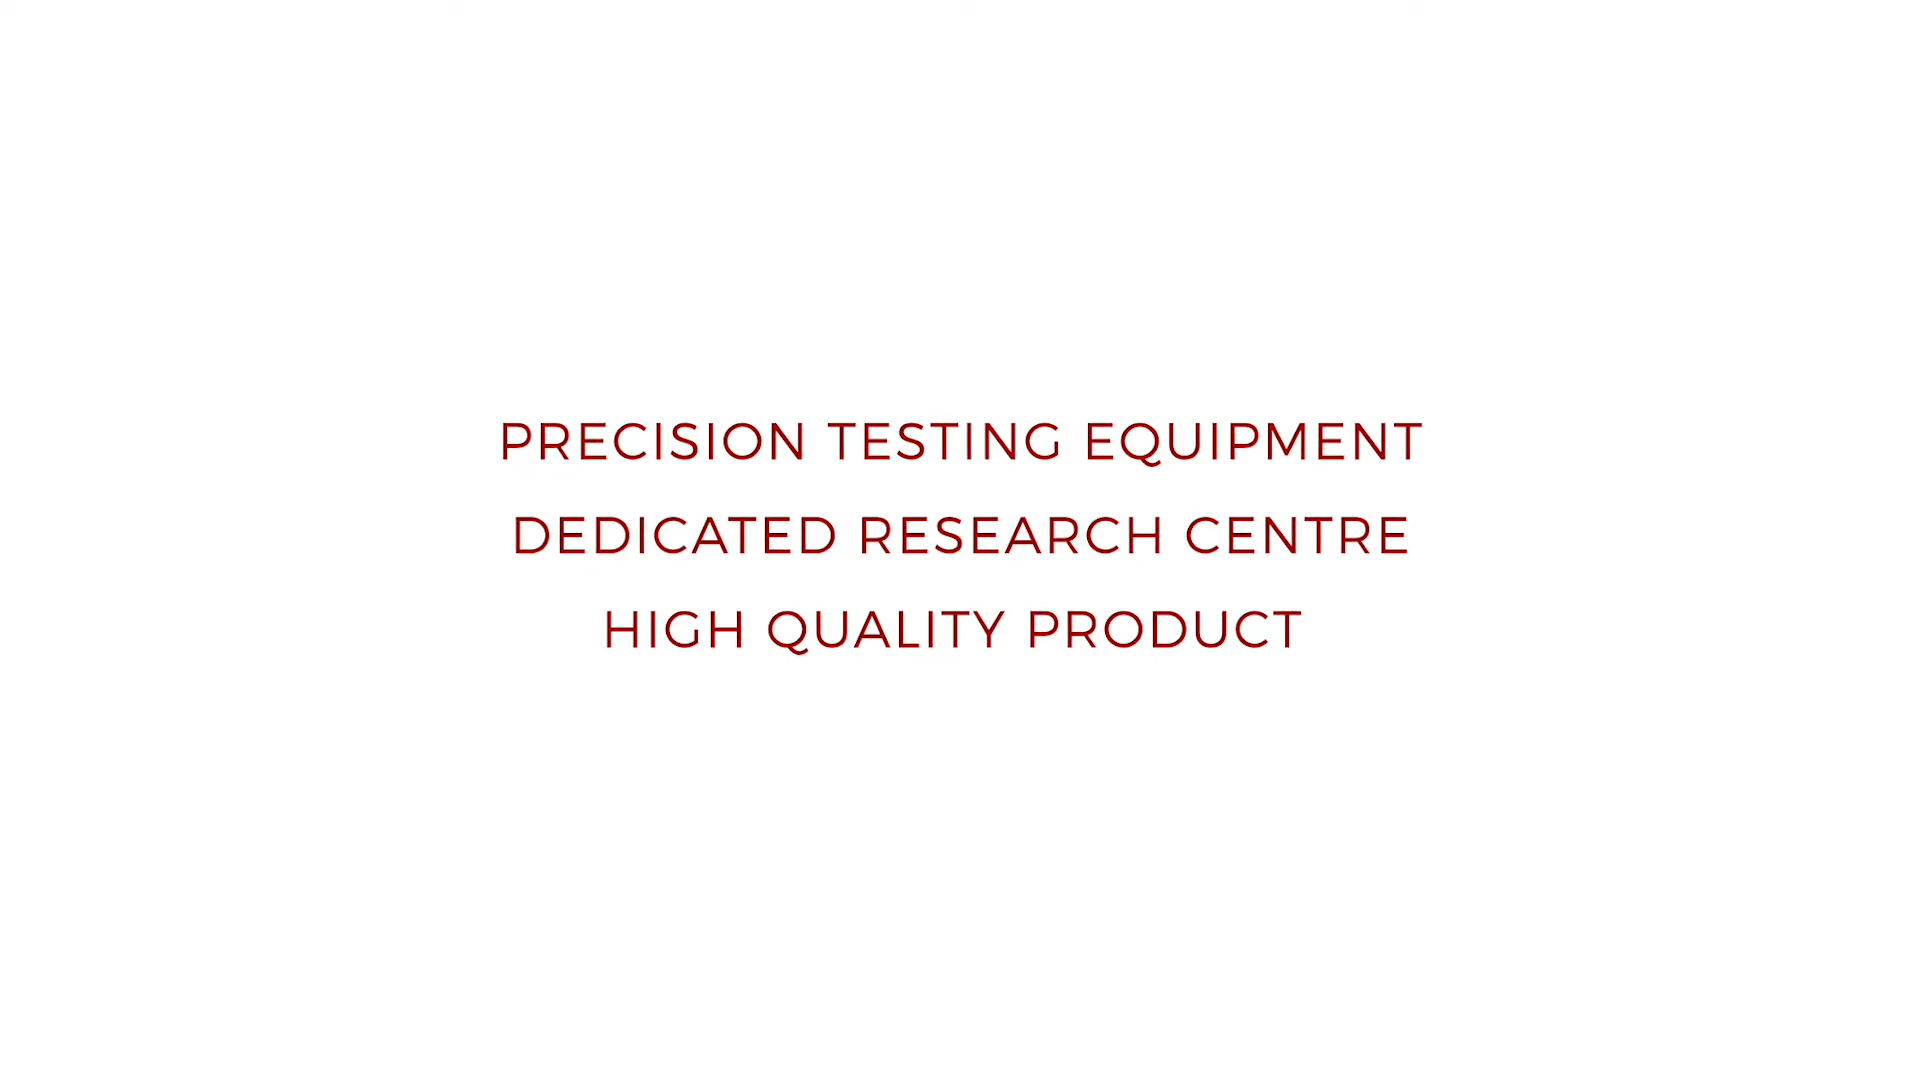 PRECISION TESTING EQUIPMENT
DEDICATED RESEARCH CENTRE
HIGH QUALITY PRODUCT